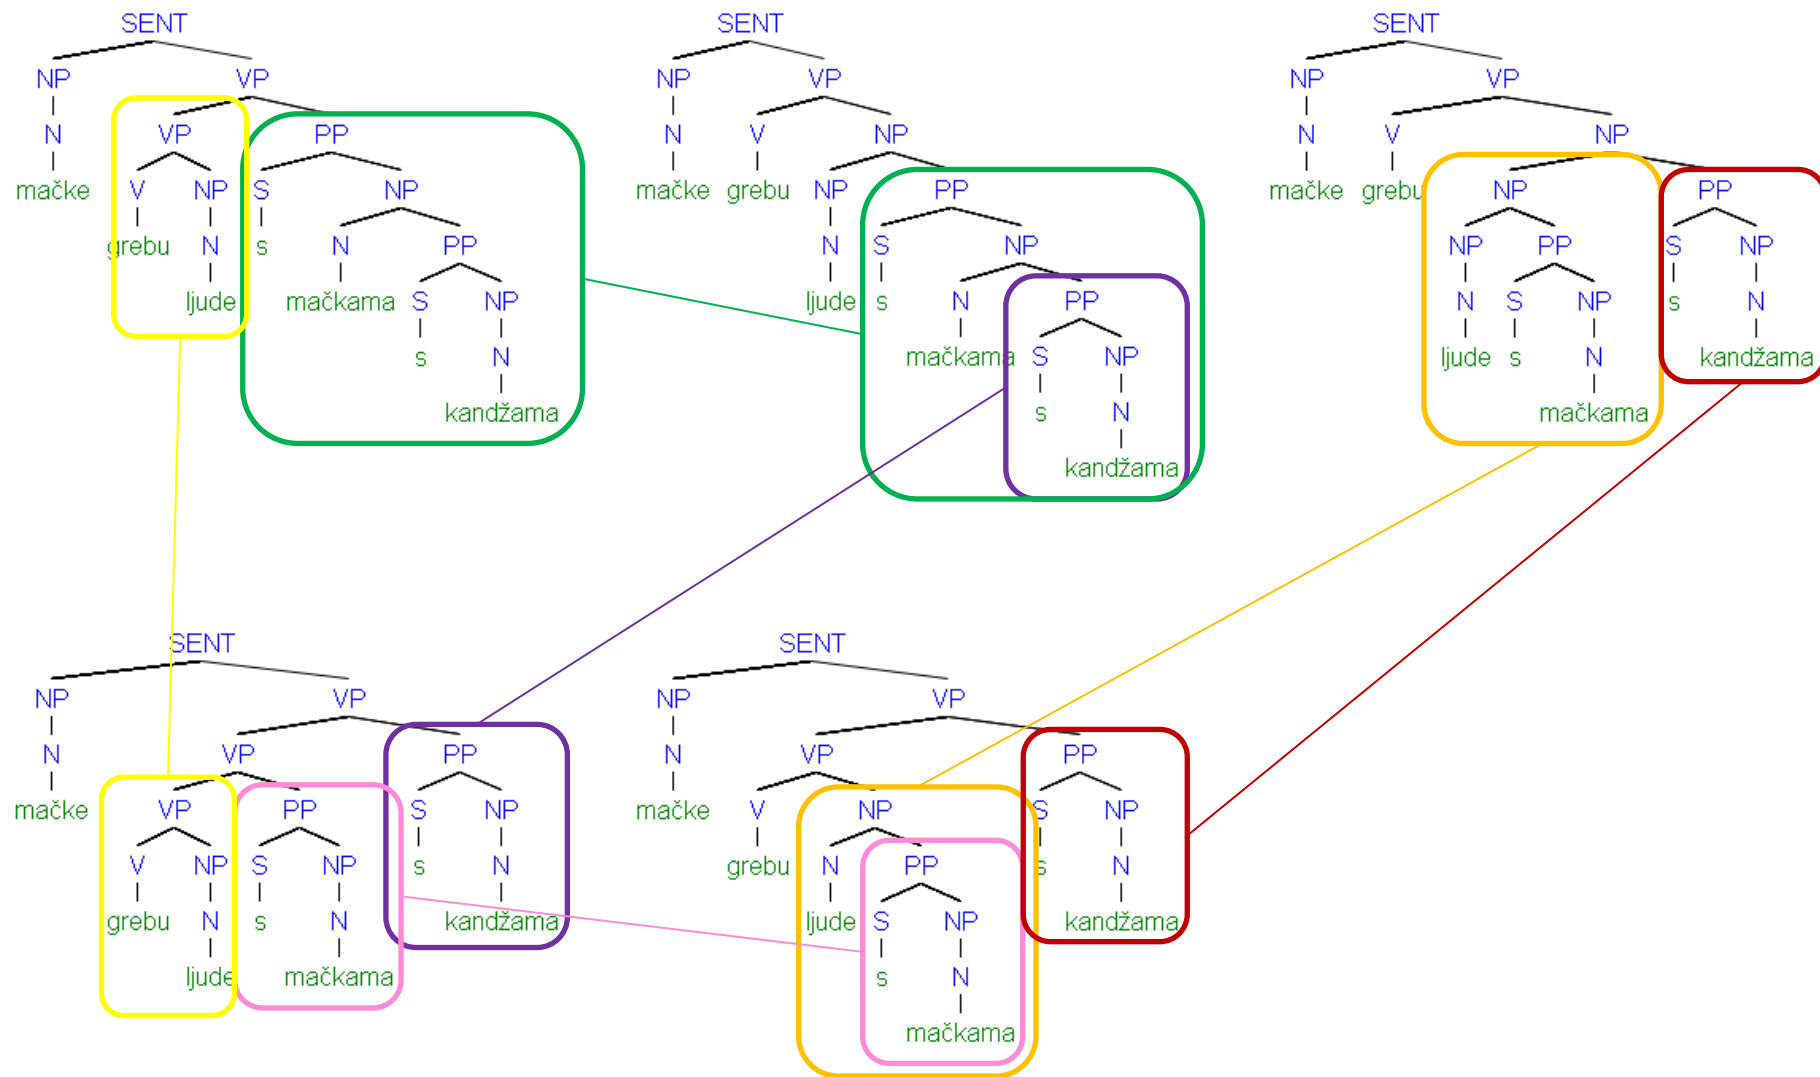 SENT
NP VP
N VP PP
mačke V NP S NP
grebu N s N PP
ljude mačkama S NP
s N
kandžama
SENT
NP VP
N V NP
mačke grebu NP PP
N S NP
ljude s N PP
mačkama S NP
s N
kandžama
SENT
NP VP
N V NP
mačke grebu NP PP
NP PP S NP
N S NP s N
ljude s N kandžama
mačkama
SENT
NP VP
N VP PP
mačke VP PP S NP
V NP S NP s N
grebu N s N kandžama
ljude mačkama
SENT
NP VP
N VP PP
mačke V NP S NP
grebu N PP s N
ljude S NP kandžama
s N
mačkama